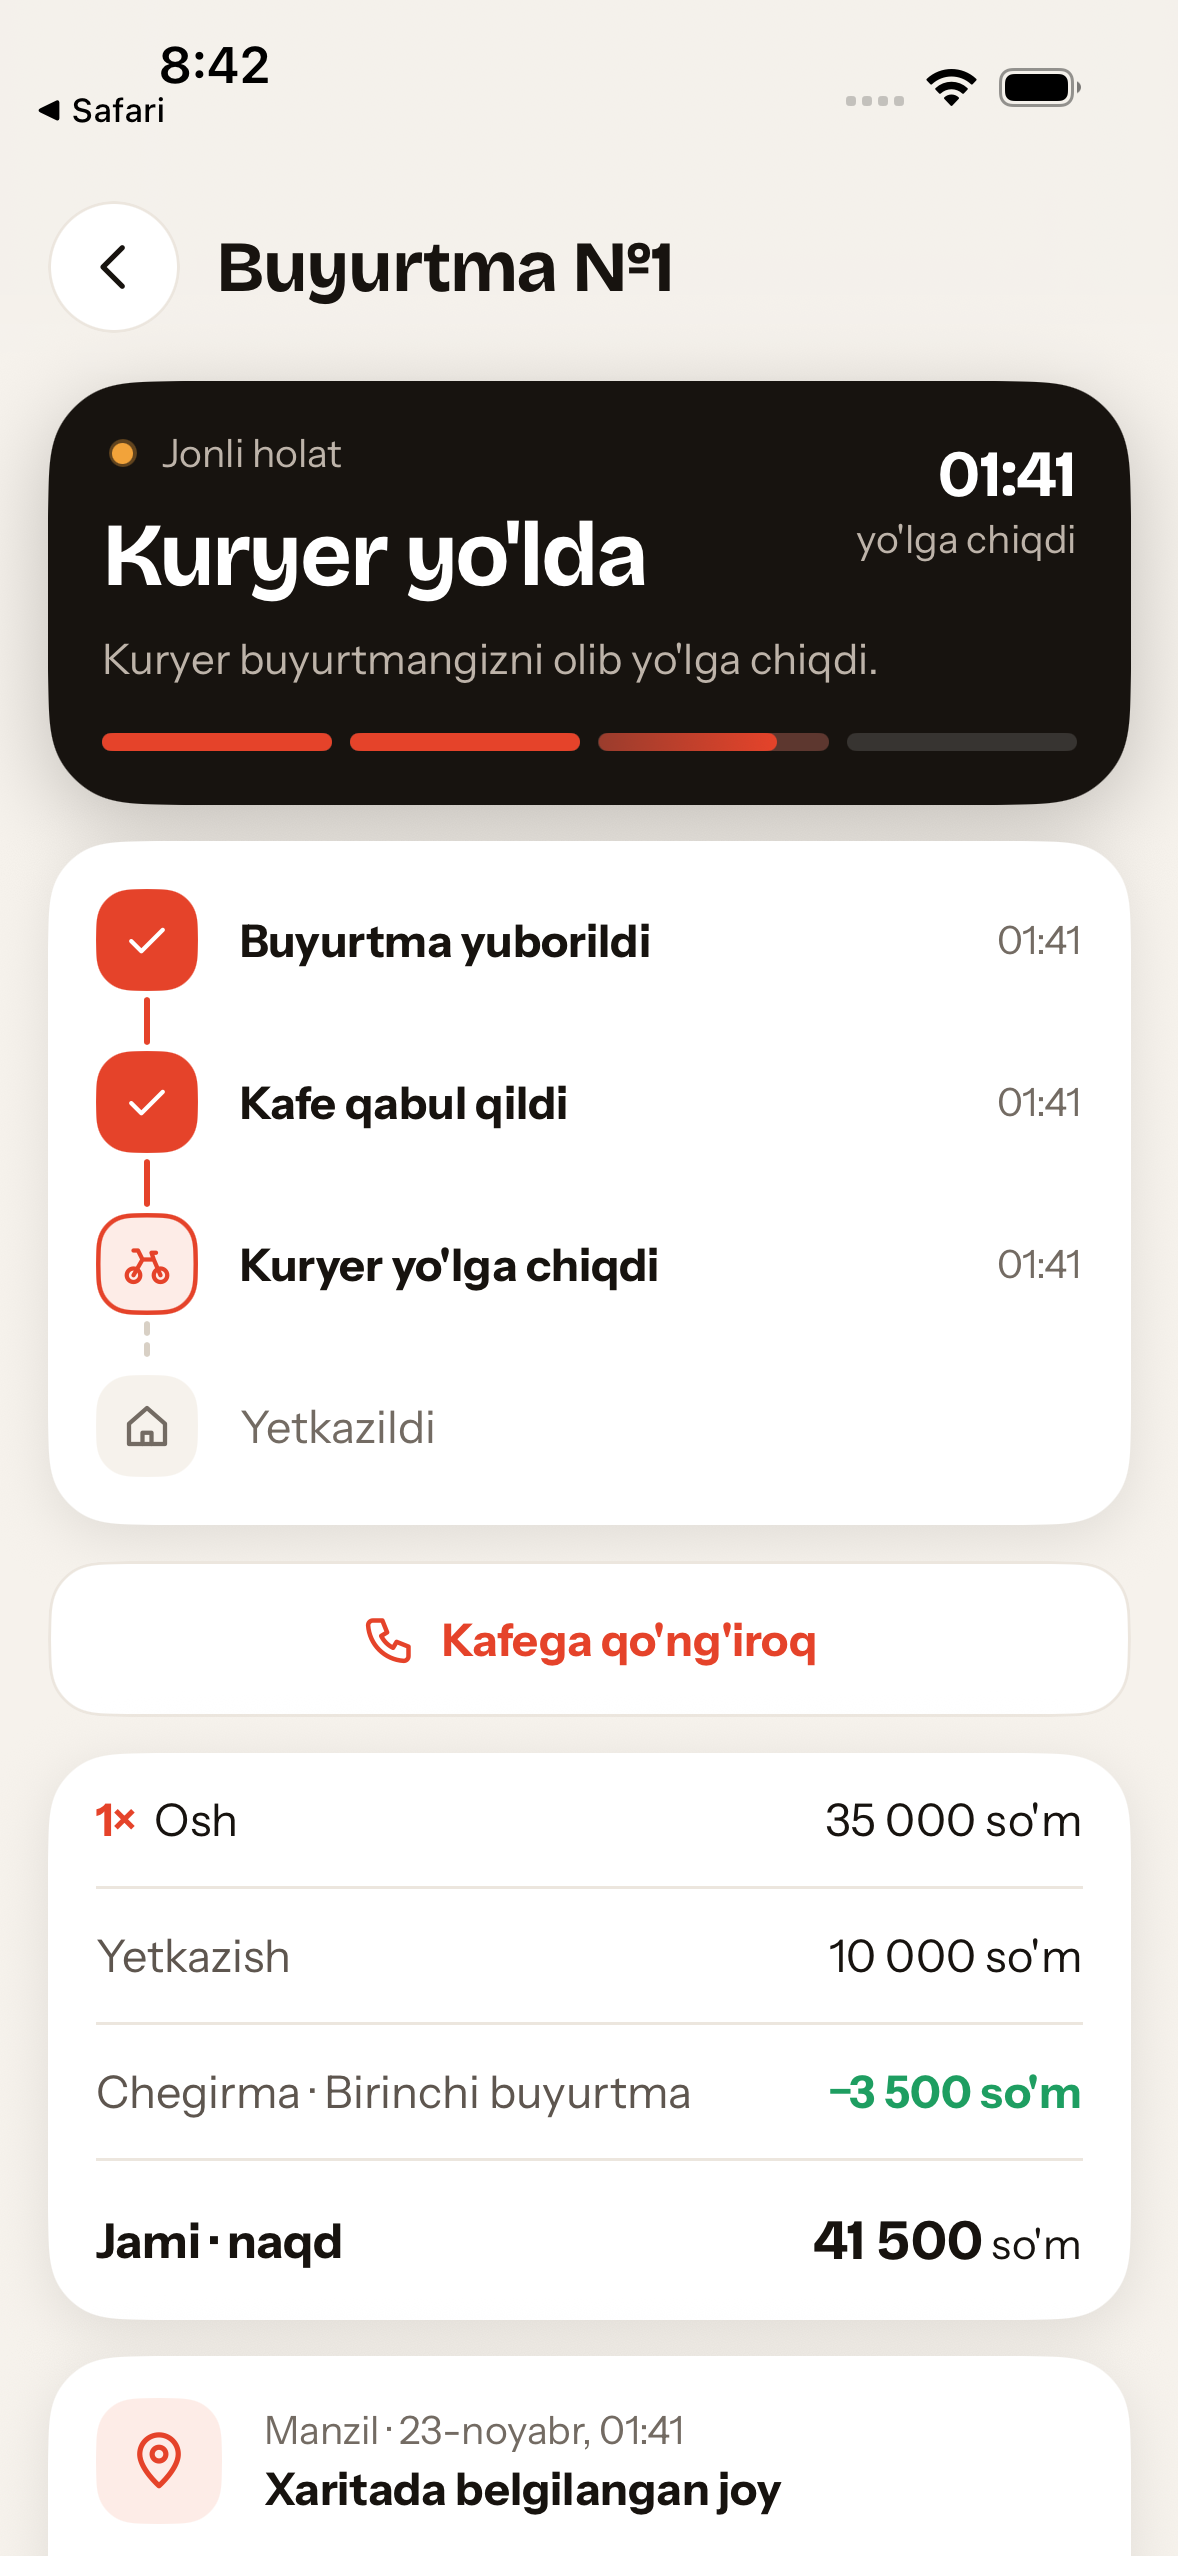 8:42
◀ Safari
Buyurtma №1
Jonli holat
01:41
Kuryer yo'lda
yo'lga chiqdi
Kuryer buyurtmangizni olib yo'lga chiqdi.
Buyurtma yuborildi 01:41
Kafe qabul qildi 01:41
Kuryer yo'lga chiqdi 01:41
Yetkazildi
Kafega qo'ng'iroq
1× Osh 35 000 so'm
Yetkazish 10 000 so'm
Chegirma · Birinchi buyurtma −3 500 so'm
Jami · naqd 41 500 so'm
Manzil · 23-noyabr, 01:41
Xaritada belgilangan joy